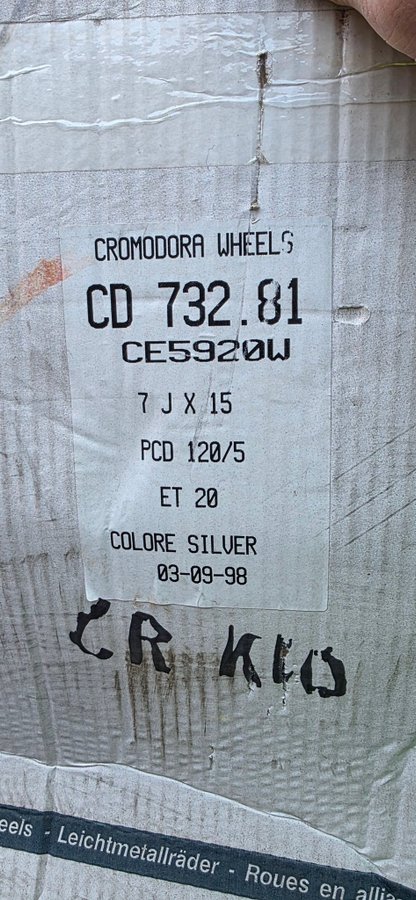 CROMODORA WHEELS
CD 732.81
CE5920W
7 J X 15
PCD 120/5
ET 20
COLORE SILVER
03-09-98
CR KLO
eels - Leichtmetallräder - Roues en allia